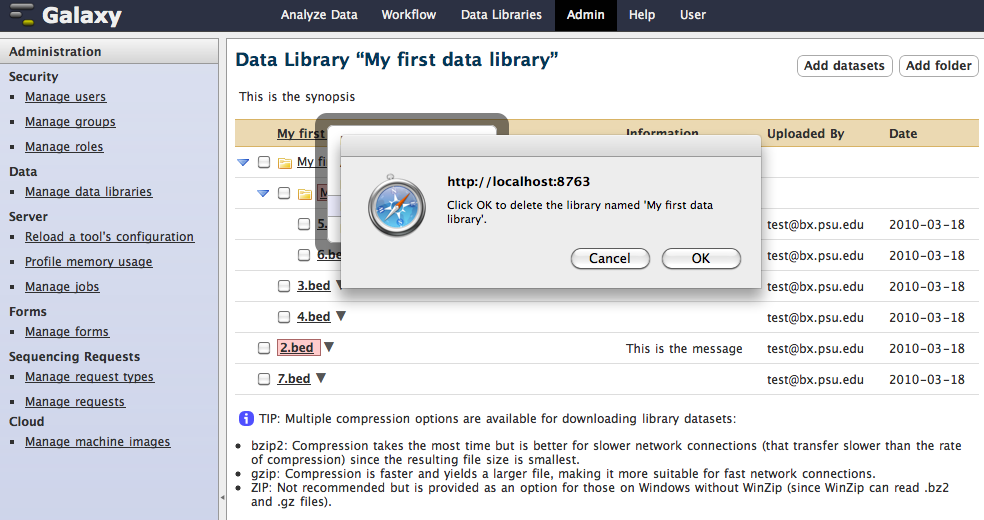 Galaxy
Analyze Data Workflow Data Libraries Admin Help User
Administration
Security
Manage users
Manage groups
Manage roles
Data
Manage data libraries
Server
Reload a tool's configuration
Profile memory usage
Manage jobs
Forms
Manage forms
Sequencing Requests
Manage request types
Manage requests
Cloud
Manage machine images
Data Library “My first data library”
Add datasets Add folder
This is the synopsis
My first Information Uploaded By Date
My
http://localhost:8763
Click OK to delete the library named 'My first data
library'.
Cancel OK
5. test@bx.psu.edu 2010-03-18
6.be test@bx.psu.edu 2010-03-18
3.bed test@bx.psu.edu 2010-03-18
4.bed test@bx.psu.edu 2010-03-18
2.bed This is the message test@bx.psu.edu 2010-03-18
7.bed test@bx.psu.edu 2010-03-18
TIP: Multiple compression options are available for downloading library datasets:
• bzip2: Compression takes the most time but is better for slower network connections (that transfer slower than the rate
of compression) since the resulting file size is smallest.
• gzip: Compression is faster and yields a larger file, making it more suitable for fast network connections.
• ZIP: Not recommended but is provided as an option for those on Windows without WinZip (since WinZip can read .bz2
and .gz files).